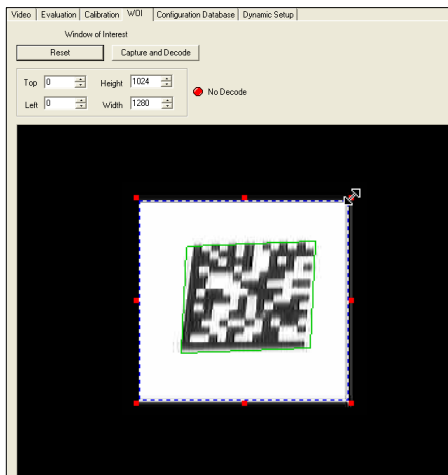 Video Evaluation Calibration WOI Configuration Database Dynamic Setup
Window of Interest
Reset Capture and Decode
Top 0 Height 1024
Left 0 Width 1280
No Decode